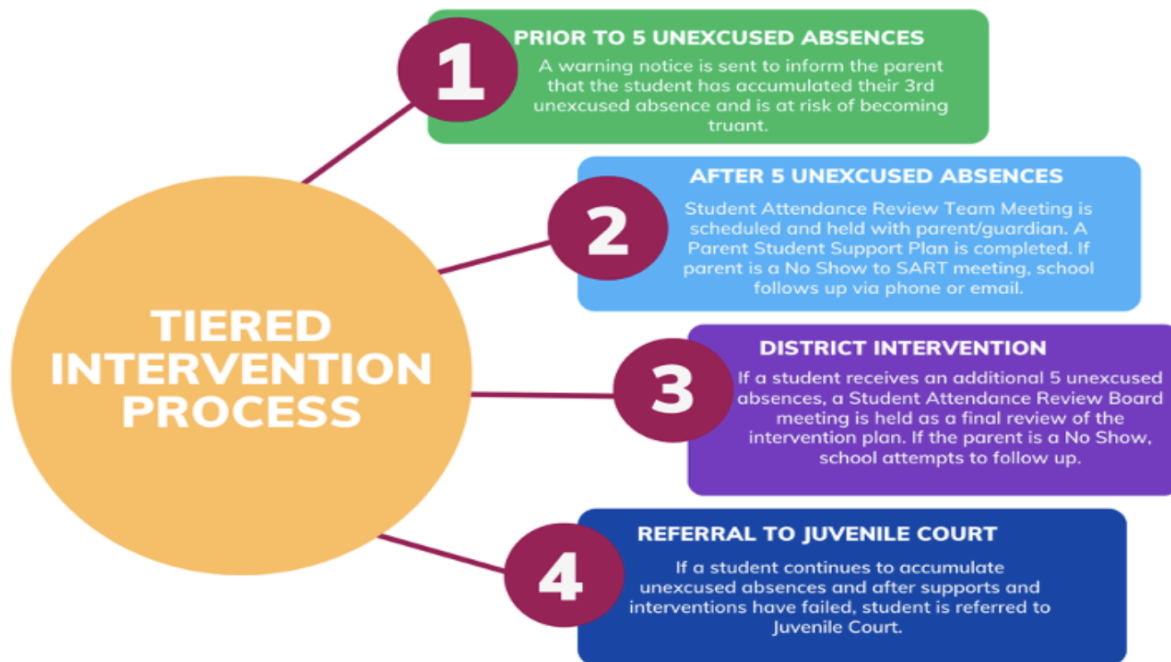 TIERED
INTERVENTION
PROCESS
1
PRIOR TO 5 UNEXCUSED ABSENCES
A warning notice is sent to inform the parent
that the student has accumulated their 3rd
unexcused absence and is at risk of becoming
truant.
2
AFTER 5 UNEXCUSED ABSENCES
Student Attendance Review Team Meeting is
scheduled and held with parent/guardian. A
Parent Student Support Plan is completed. If
parent is a No Show to SART meeting, school
follows up via phone or email.
3
DISTRICT INTERVENTION
If a student receives an additional 5 unexcused
absences, a Student Attendance Review Board
meeting is held as a final review of the
intervention plan. If the parent is a No Show,
school attempts to follow up.
4
REFERRAL TO JUVENILE COURT
If a student continues to accumulate
unexcused absences and after supports and
interventions have failed, student is referred to
Juvenile Court.